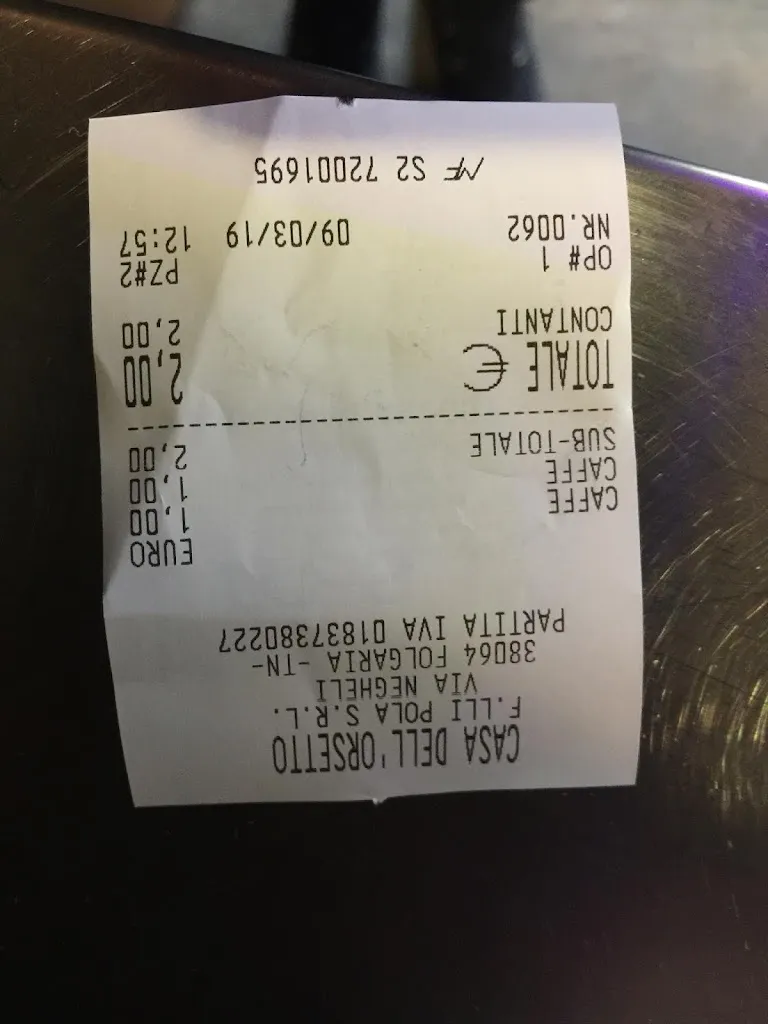 CASA DELL'ORSETTO
F.LLI POLA S.R.L.
VIA NEGHELI
38064 FOLGARIA -TN-
PARTITA IVA 01837380227
EURO
CAFFE 1,00
CAFFE 1,00
SUB-TOTALE 2,00
TOTALE € 2,00
CONTANTI 2,00
OP# 1 PZ#2
NR.0062 09/03/19 12:57
MF S2 72001695